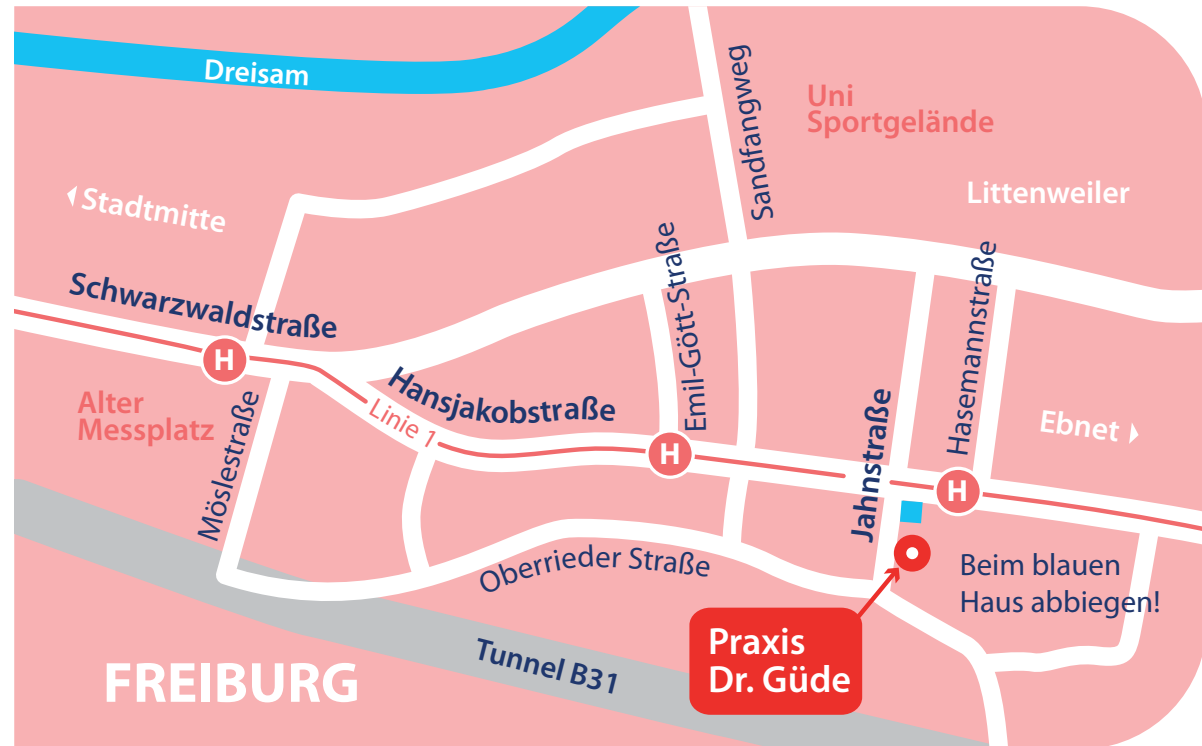 Dreisam
Sandfangweg
Uni
Sportgelände
Stadtmitte
Littenweiler
Schwarzwaldstraße
H
Emil-Gött-Straße
Hasemannstraße
Alter
Messplatz
Möslestraße
Hansjakobstraße
Linie 1
H
Jahnstraße
H
Ebnet
Oberrieder Straße
Beim blauen
Haus abbiegen!
Tunnel B31
Praxis
Dr. Güde
FREIBURG